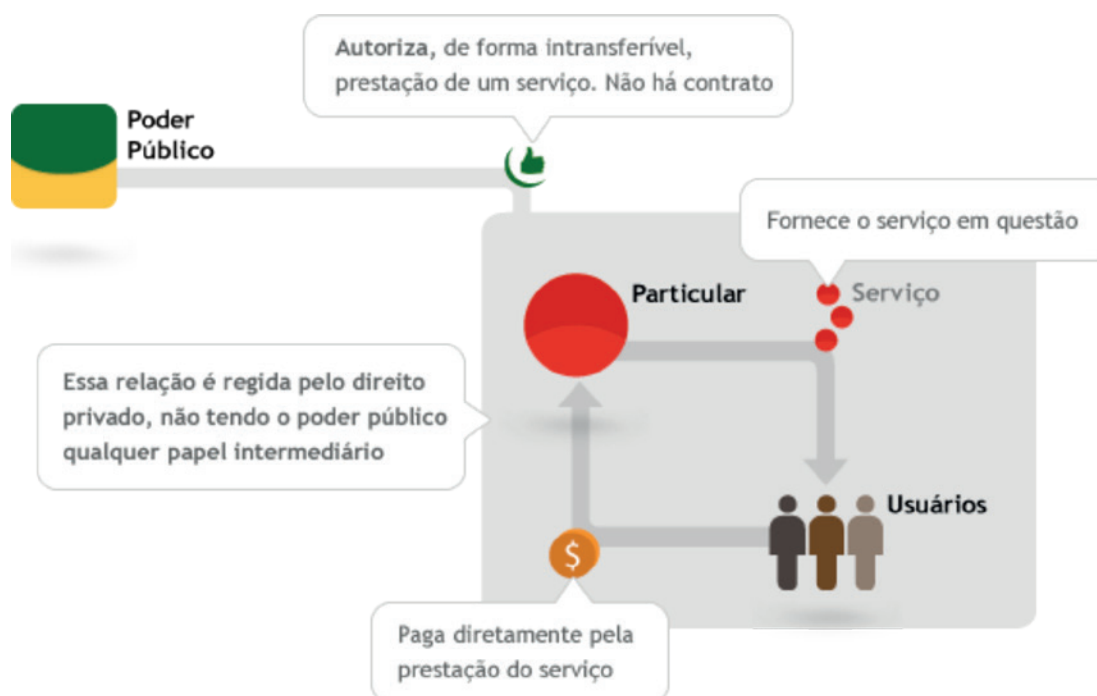 Autoriza, de forma intransferível,
prestação de um serviço. Não há contrato
Poder
Público
Fornece o serviço em questão
Particular
Serviço
Essa relação é regida pelo direito
privado, não tendo o poder público
qualquer papel intermediário
Usuários
$
Paga diretamente pela
prestação do serviço